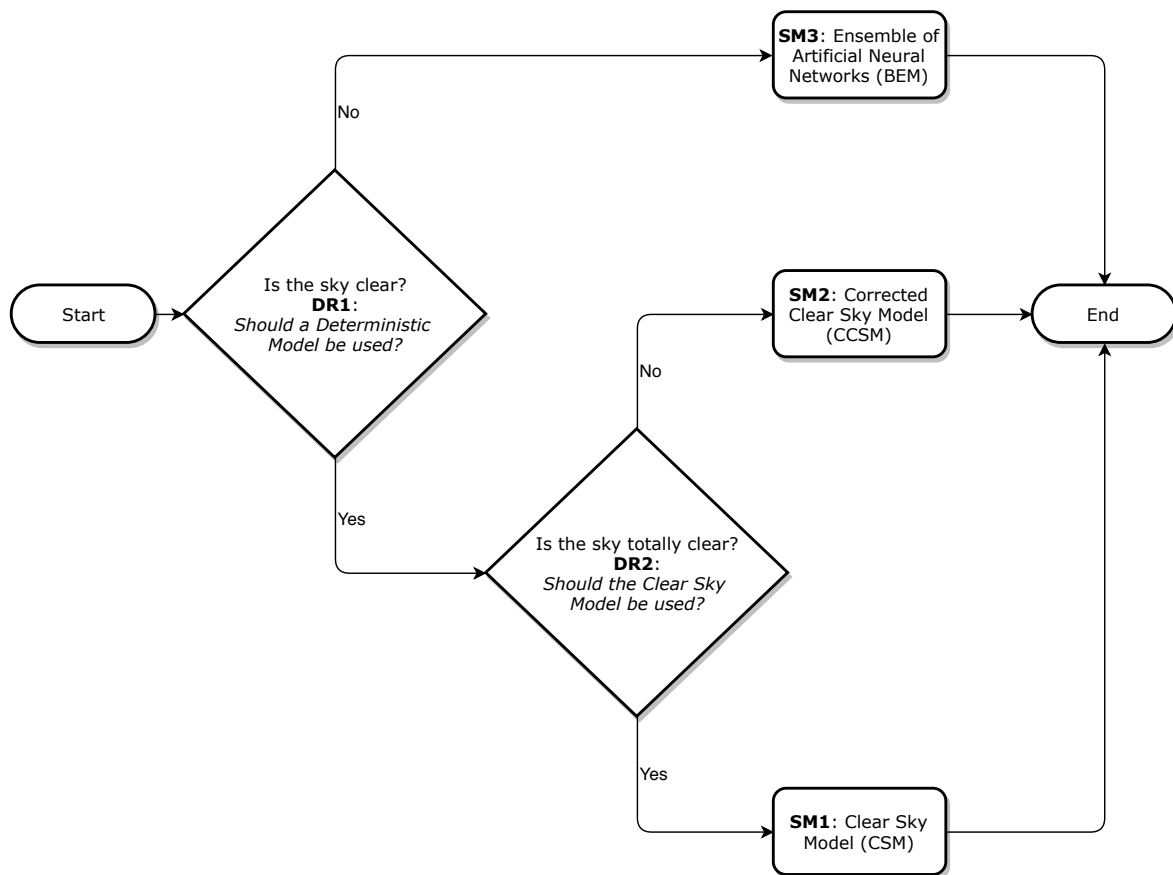 SM3: Ensemble of
Artificial Neural
Networks (BEM)
No
Is the sky clear?
DR1:
Should a Deterministic
Model be used?
Start
SM2: Corrected
Clear Sky Model
(CCSM)
End
No
Yes
Is the sky totally clear?
DR2:
Should the Clear Sky
Model be used?
Yes
SM1: Clear Sky
Model (CSM)